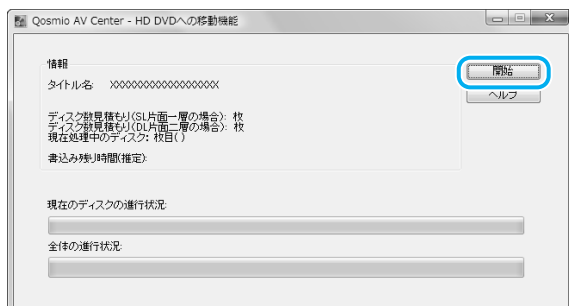 Qosmio AV Center - HD DVDへの移動機能
情報
開始
タイトル名: XXXXXXXXXXXXXXXXXX
ヘルプ
ディスク数見積もり(SL片面一層の場合): 枚
ディスク数見積もり(DL片面二層の場合): 枚
現在処理中のディスク: 枚目( )
書込み残り時間(推定):
現在のディスクの進行状況:
全体の進行状況: